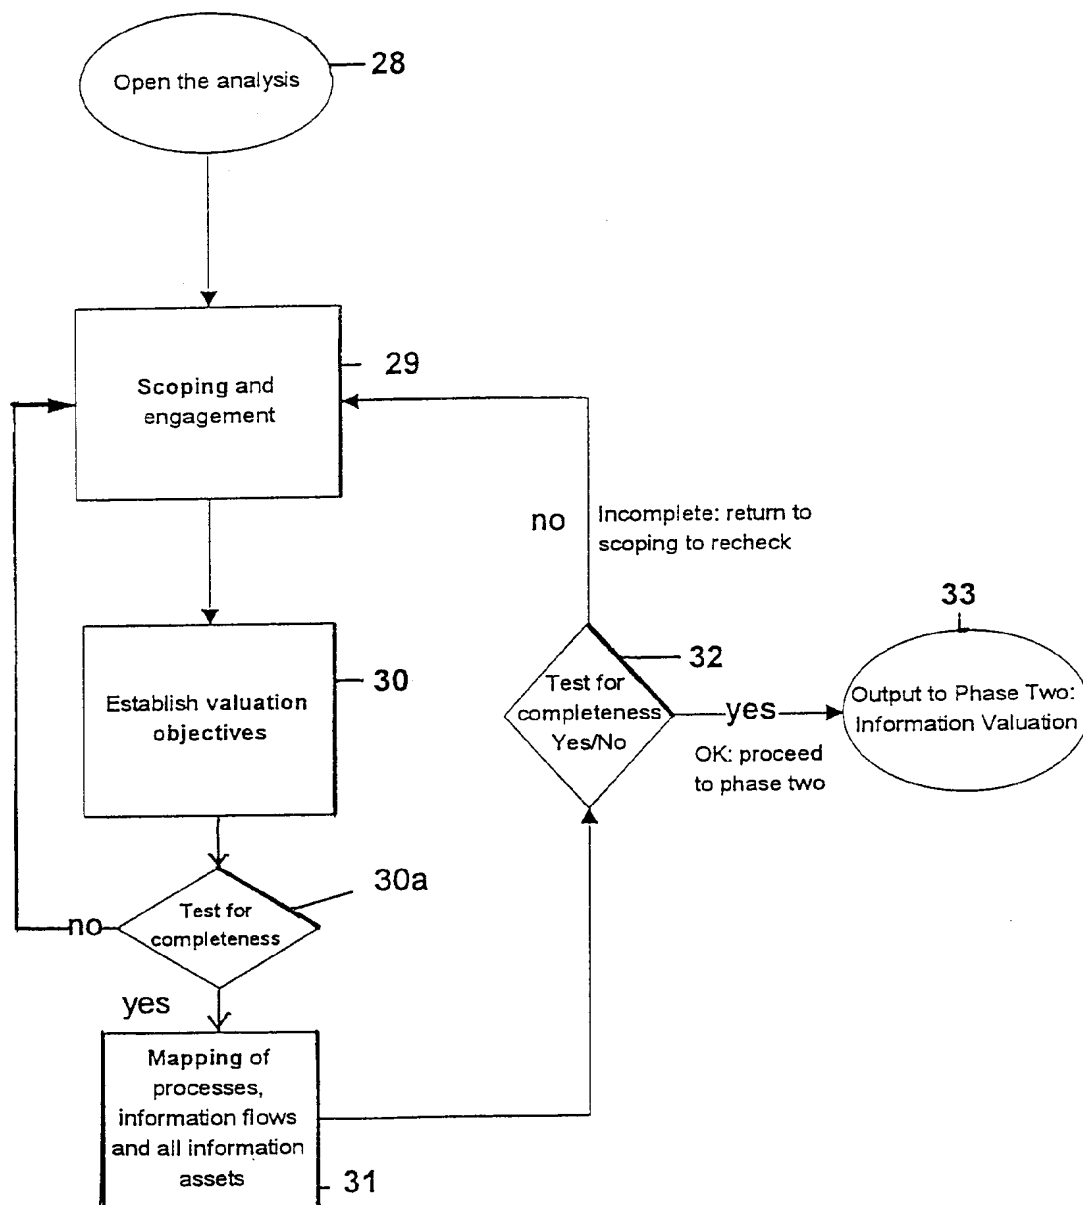 Open the analysis
28
Scoping and
engagement
29
no
Incomplete: return to
scoping to recheck
33
Establish valuation
objectives
30
Test for
completeness
Yes/No
32
yes
OK: proceed
to phase two
Output to Phase Two:
Information Valuation
30a
Test for
completeness
no
yes
Mapping of
processes,
information flows
and all information
assets
31